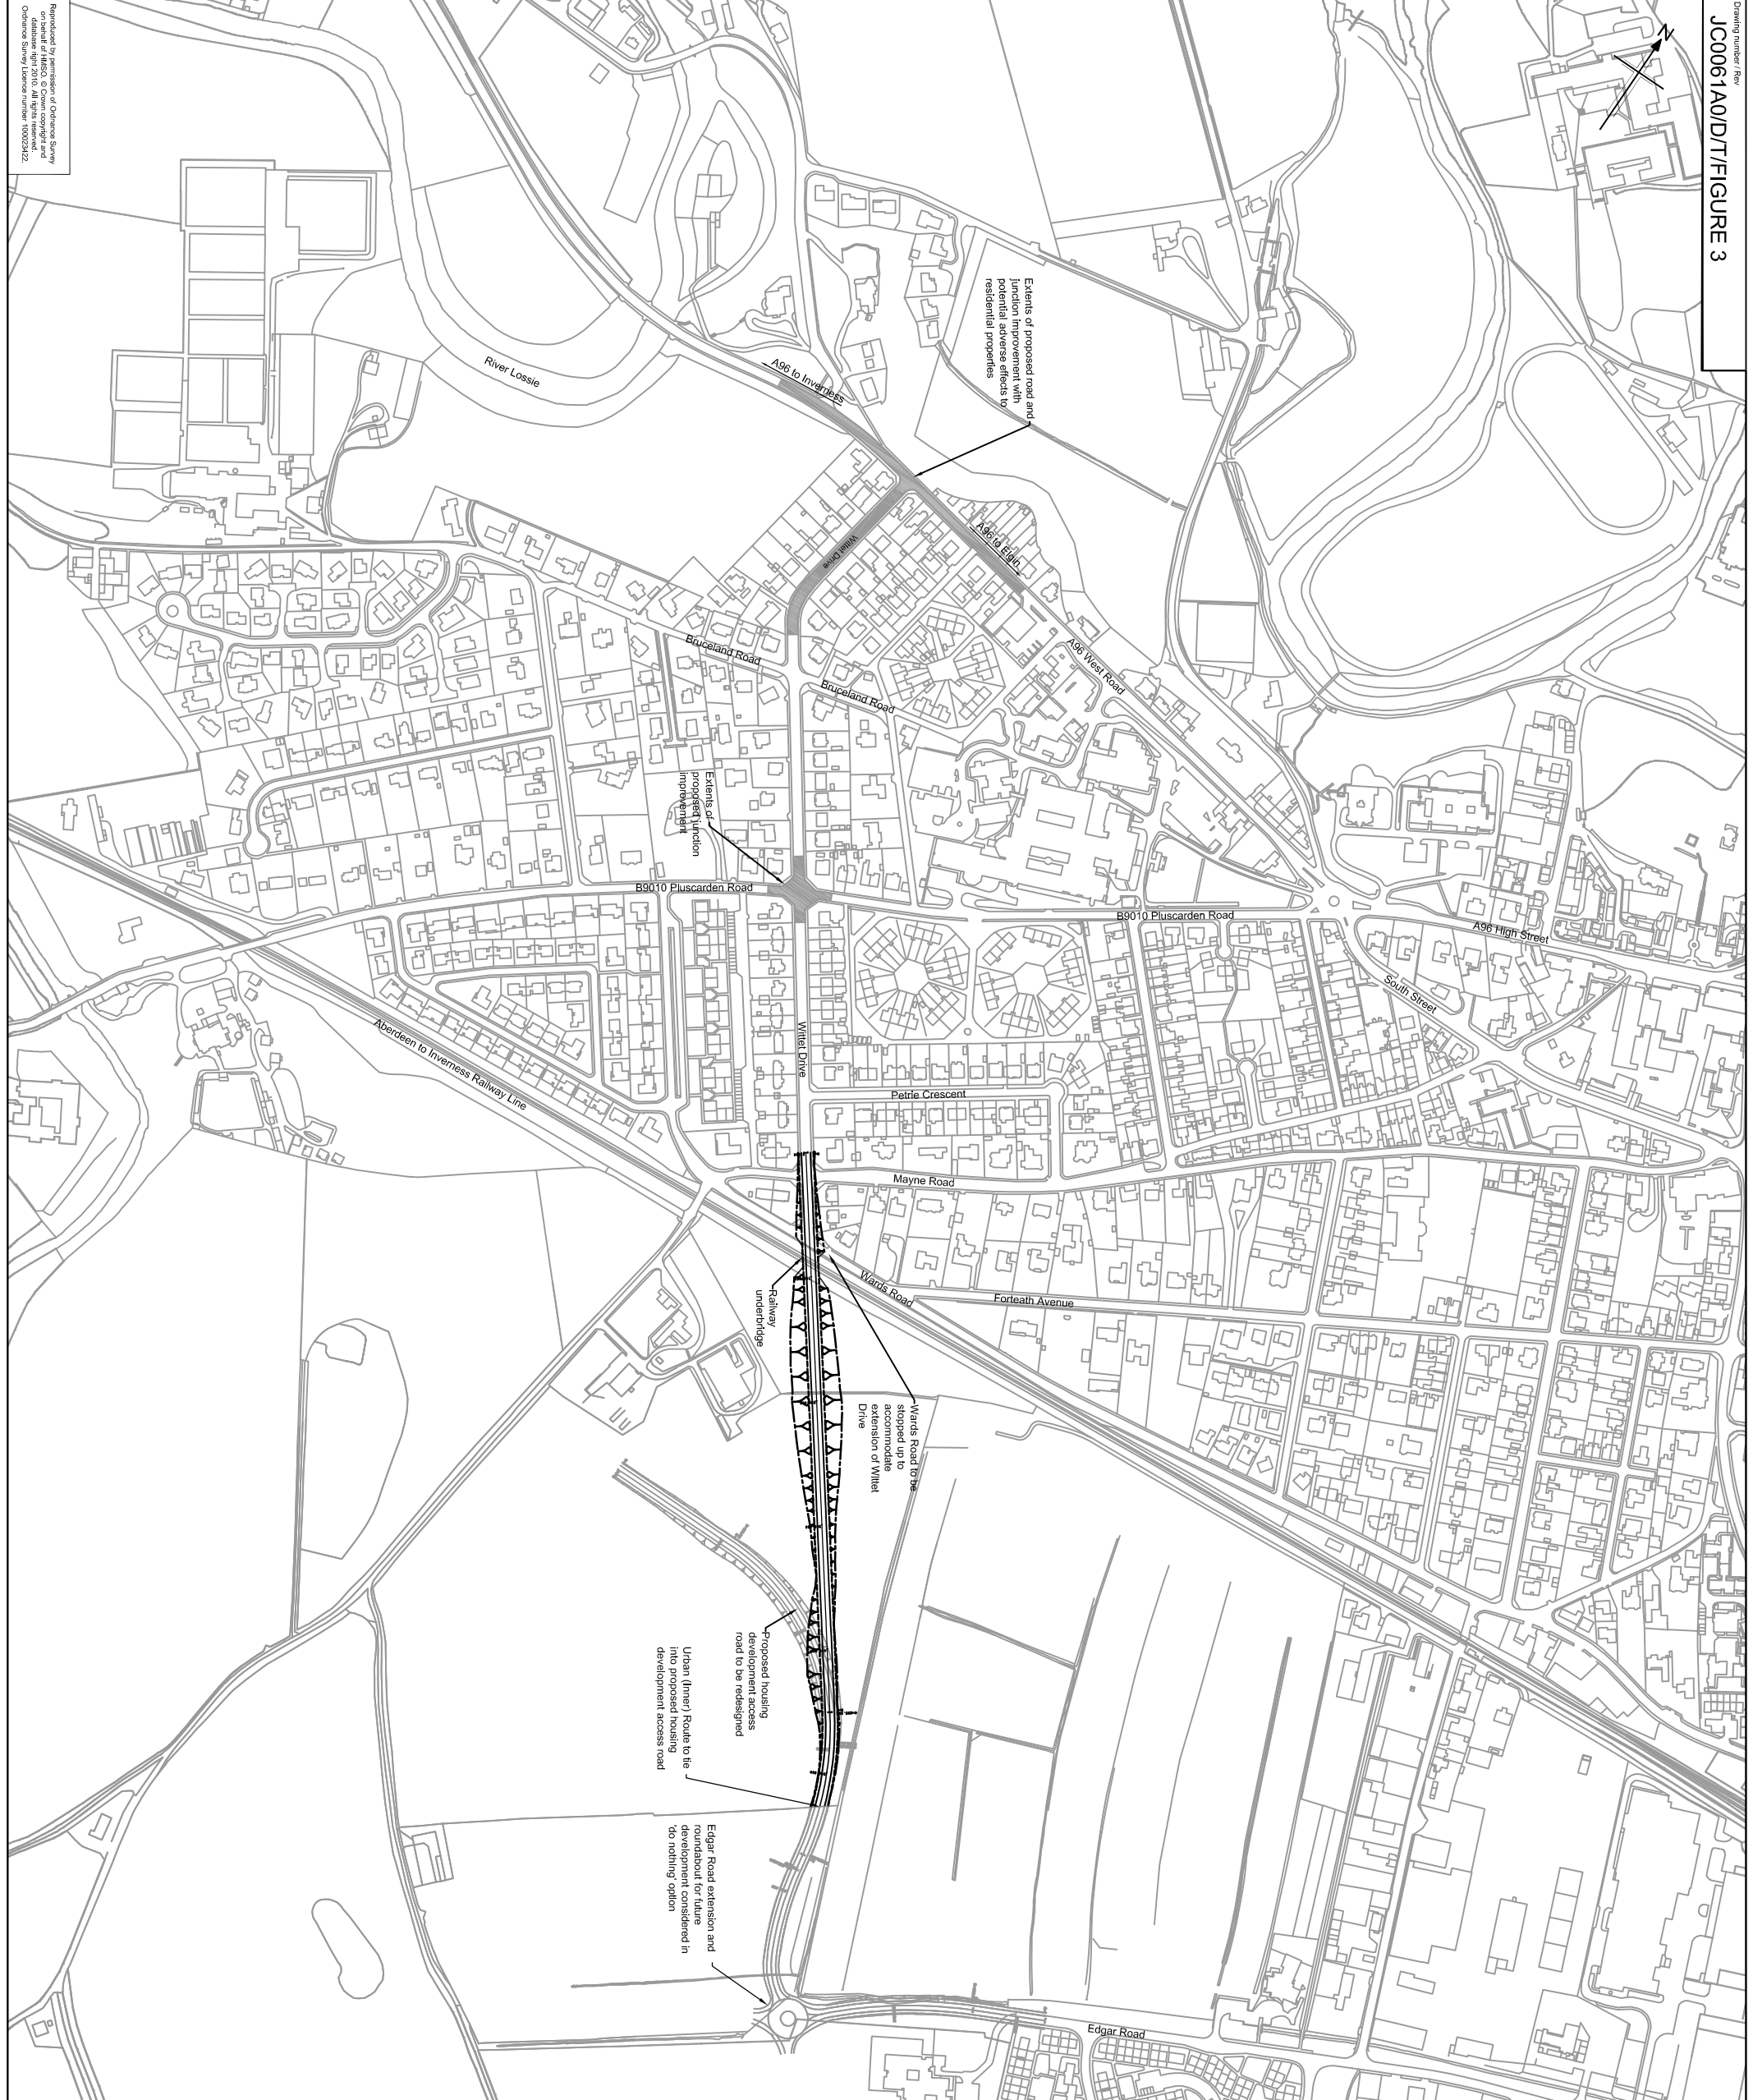 Drawing number / Rev
JC0061A0/D/T/FIGURE 3
N
Reproduced by permission of Ordnance Survey
on behalf of HMSO. © Crown copyright and
database right 2010. All rights reserved.
Ordnance Survey Licence number 100023422.
Extents of proposed road and
junction improvement with
potential adverse effects to
residential properties
A96 to Inverness
River Lossie
Wittet Drive
A96 to Elgin
A96 West Road
Bruceland Road
Bruceland Road
Extents of
proposed junction
improvement
B9010 Pluscarden Road
B9010 Pluscarden Road
A96 High Street
South Street
Aberdeen to Inverness Railway Line
Wittet Drive
Petrie Crescent
Mayne Road
Wards Road
Forteath Avenue
Railway
underbridge
Wards Road to be
stopped up to
accommodate
extension of Wittet
Drive
Proposed housing
development access
road to be redesigned
Urban (Inner) Route to tie
into proposed housing
development access road
Edgar Road extension and
roundabout for future
development considered in
'do nothing' option
Edgar Road